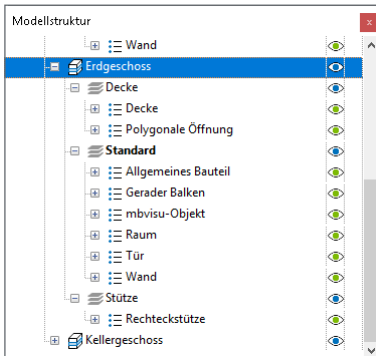 Modellstruktur
x
Wand
Erdgeschoss
Decke
Decke
Polygonale Öffnung
Standard
Allgemeines Bauteil
Gerader Balken
mbvisu-Objekt
Raum
Tür
Wand
Stütze
Rechteckstütze
Kellergeschoss